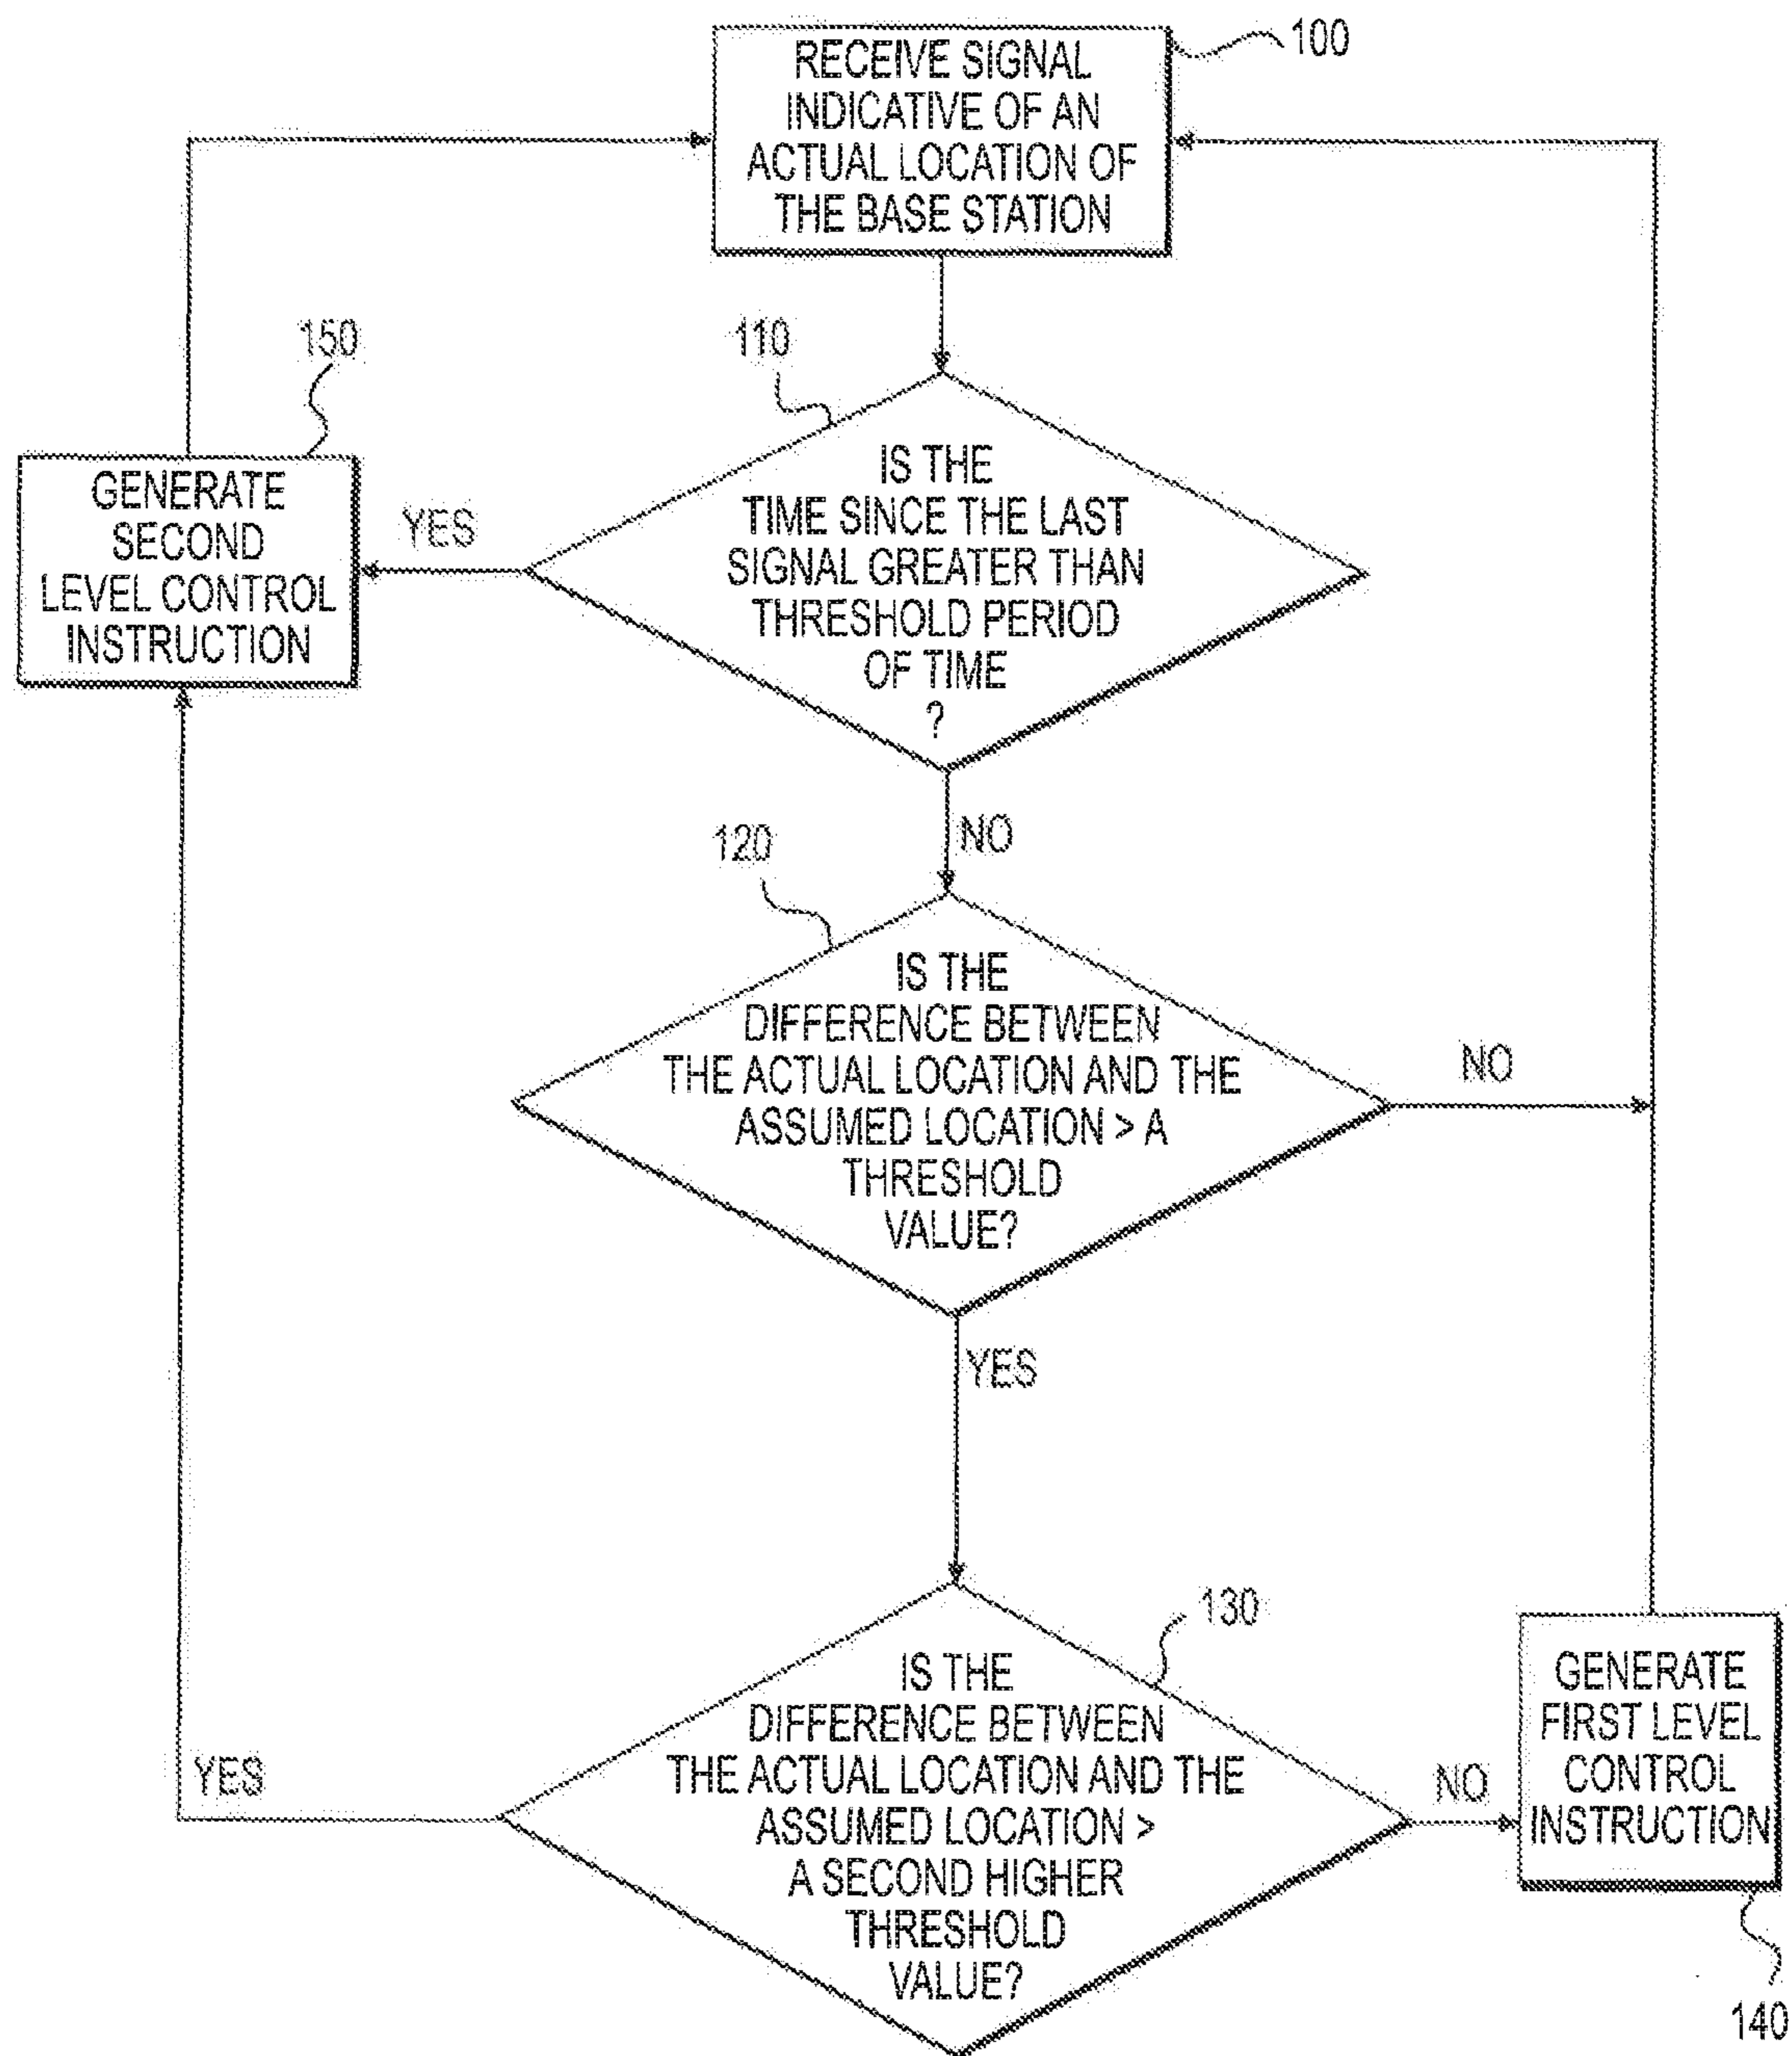 100
RECEIVE SIGNAL
INDICATIVE OF AN
ACTUAL LOCATION OF
THE BASE STATION
150
110
GENERATE
SECOND
LEVEL CONTROL
INSTRUCTION
YES
IS THE
TIME SINCE THE LAST
SIGNAL GREATER THAN
THRESHOLD PERIOD
OF TIME
?
NO
120
IS THE
DIFFERENCE BETWEEN
THE ACTUAL LOCATION AND THE
ASSUMED LOCATION > A
THRESHOLD
VALUE?
NO
YES
130
IS THE
DIFFERENCE BETWEEN
THE ACTUAL LOCATION AND THE
ASSUMED LOCATION >
A SECOND HIGHER
THRESHOLD
VALUE?
YES
NO
GENERATE
FIRST LEVEL
CONTROL
INSTRUCTION
140